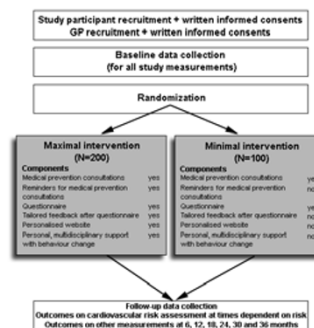 Study participant recruitment + written informed consents
GP recruitment + written informed consents
Baseline data collection
(for all study measurements)
Randomization
Maximal intervention
(N=200)
Components
Medical prevention consultations yes
Reminders for medical prevention yes
consultations
Questionnaire yes
Tailored feedback after questionnaire yes
Personalised website yes
Personal, multidisciplinary support yes
with behaviour change
Minimal intervention
(N=100)
Components
Medical prevention consultations
Reminders for medical prevention
consultations
Questionnaire
Tailored feedback after questionnaire
Personalised website
Personal, multidisciplinary support
with behaviour change
Follow-up data collection
Outcomes on cardiovascular risk assessment at times dependent on risk
Outcomes on other measurements at 6, 12, 18, 24, 30 and 36 months